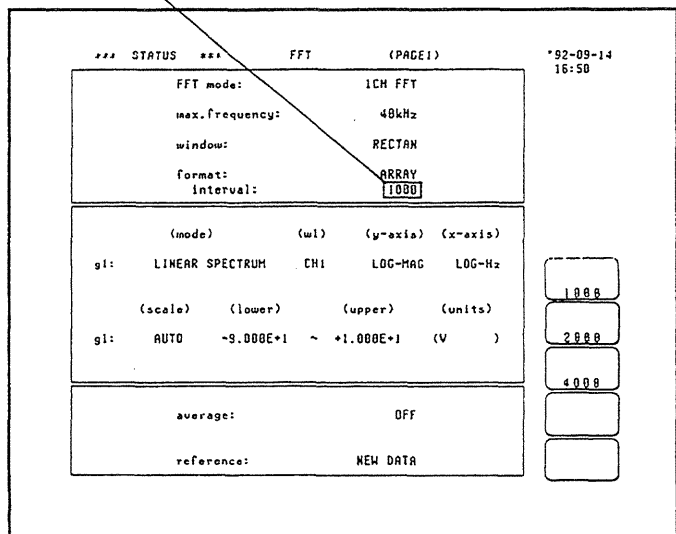 *** STATUS *** FFT (PAGE1) '92-09-14
16:50
FFT mode: 1CH FFT
max.frequency: 40kHz
window: RECTAN
format: ARRAY
interval: 1000
(mode) (w1) (y-axis) (x-axis)
g1: LINEAR SPECTRUM CH1 LOG-MAG LOG-Hz
(scale) (lower) (upper) (units)
g1: AUTO -9.000E+1 ~ +1.000E+1 (V )
average: OFF
reference: NEW DATA
1000
2000
4000